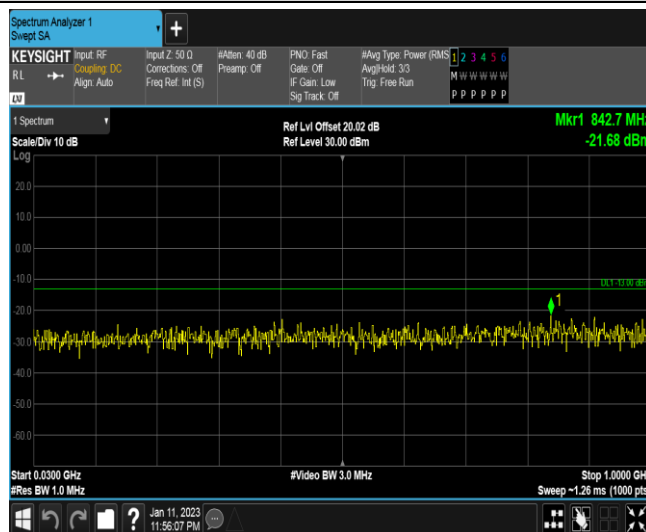 Spectrum Analyzer 1
Swept SA
+
KEYSIGHT
RL
LXI
Input: RF
Coupling: DC
Align: Auto
Input Z: 50 Ω
Corrections: Off
Freq Ref: Int (S)
#Atten: 40 dB
Preamp: Off
PNO: Fast
Gate: Off
IF Gain: Low
Sig Track: Off
#Avg Type: Power (RMS
Avg|Hold: 3/3
Trig: Free Run
1 2 3 4 5 6
M W W W W W
P P P P P P
1 Spectrum
Scale/Div 10 dB
Ref Lvl Offset 20.02 dB
Ref Level 30.00 dBm
Mkr1 842.7 MHz
-21.68 dBm
Log
20.0
10.0
0.00
-10.0
DL1 -13.00 dBm
1
-20.0
-30.0
-40.0
-50.0
-60.0
Start 0.0300 GHz
#Res BW 1.0 MHz
#Video BW 3.0 MHz
Stop 1.0000 GH
Sweep ~1.26 ms (1000 pts
?
Jan 11, 2023
11:56:07 PM